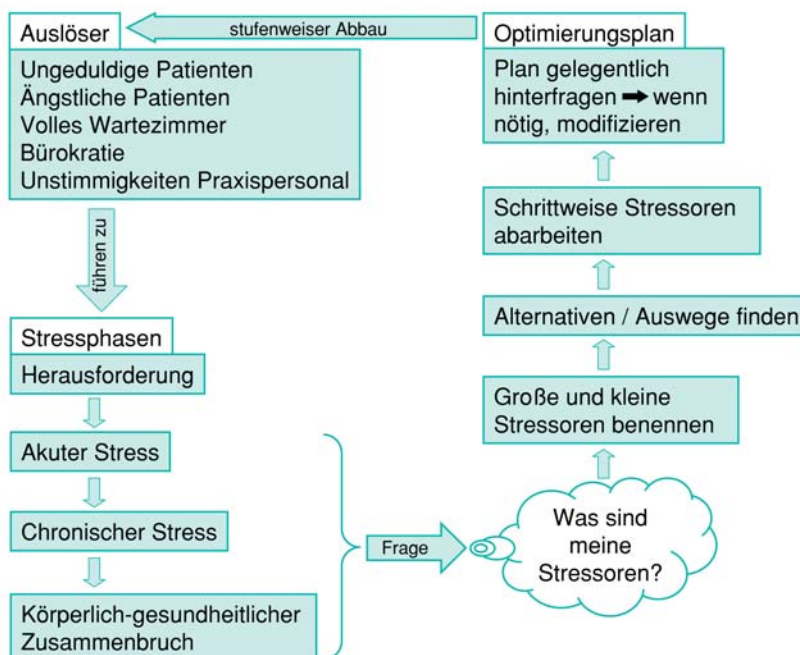 Auslöser
stufenweiser Abbau
Optimierungsplan
Ungeduldige Patienten
Ängstliche Patienten
Volles Wartezimmer
Bürokratie
Unstimmigkeiten Praxispersonal
Plan gelegentlich
hinterfragen ➡ wenn
nötig, modifizieren
führen zu
Schrittweise Stressoren
abarbeiten
Stressphasen
Herausforderung
Alternativen / Auswege finden
Große und kleine
Stressoren benennen
Akuter Stress
Chronischer Stress
Körperlich-gesundheitlicher
Zusammenbruch
Frage
Was sind
meine
Stressoren?